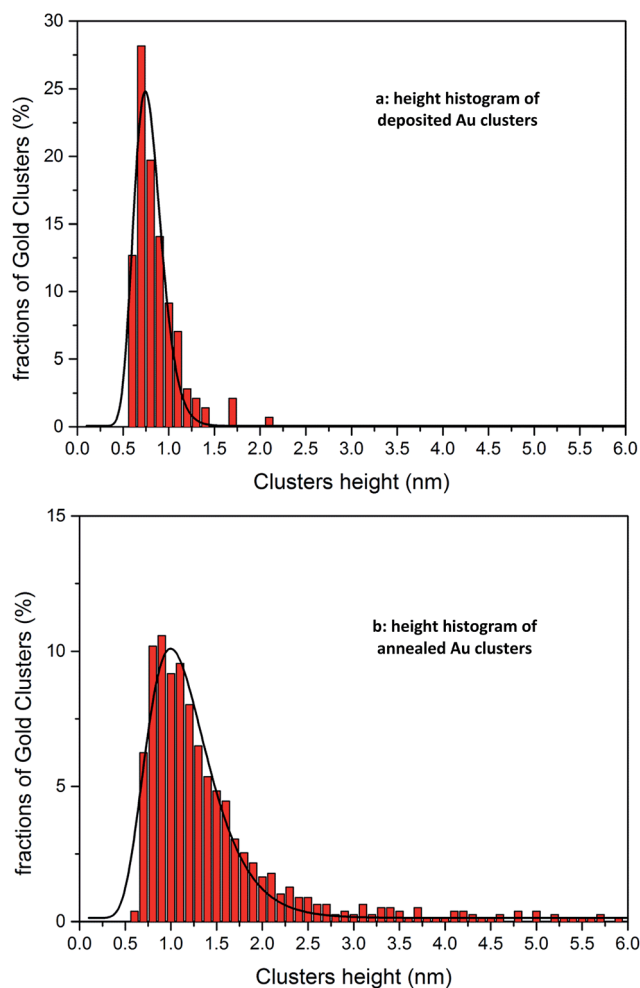 30
25
20
15
10
5
0
fractions of Gold Clusters (%)
a: height histogram of
deposited Au clusters
0.0 0.5 1.0 1.5 2.0 2.5 3.0 3.5 4.0 4.5 5.0 5.5 6.0
Clusters height (nm)
15
10
5
0
fractions of Gold Clusters (%)
b: height histogram of
annealed Au clusters
0.0 0.5 1.0 1.5 2.0 2.5 3.0 3.5 4.0 4.5 5.0 5.5 6.0
Clusters height (nm)